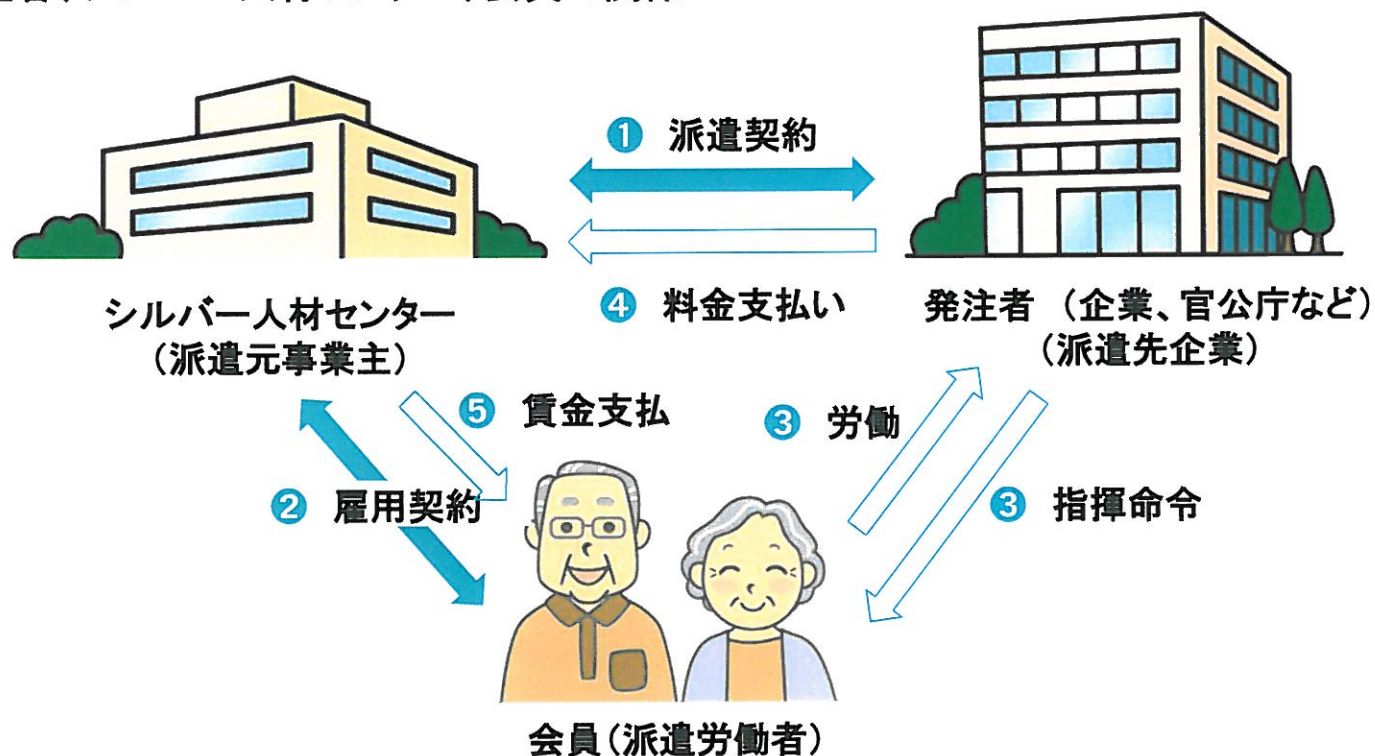 ❶ 派遣契約
❹ 料金支払い
シルバー人材センター
（派遣元事業主）
発注者 （企業、官公庁など）
（派遣先企業）
❺ 賃金支払
❸ 労働
❷ 雇用契約
❸ 指揮命令
会員（派遣労働者）